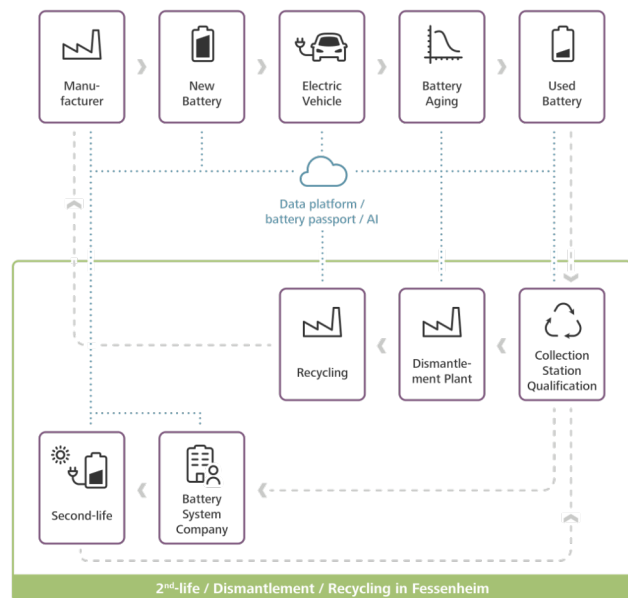 Manu-
facturer
New
Battery
Electric
Vehicle
Battery
Aging
Used
Battery
Data platform /
battery passport / AI
Recycling
Dismantle-
ment Plant
Collection
Station
Qualification
Second-life
Battery
System
Company
2nd-life / Dismantlement / Recycling in Fessenheim